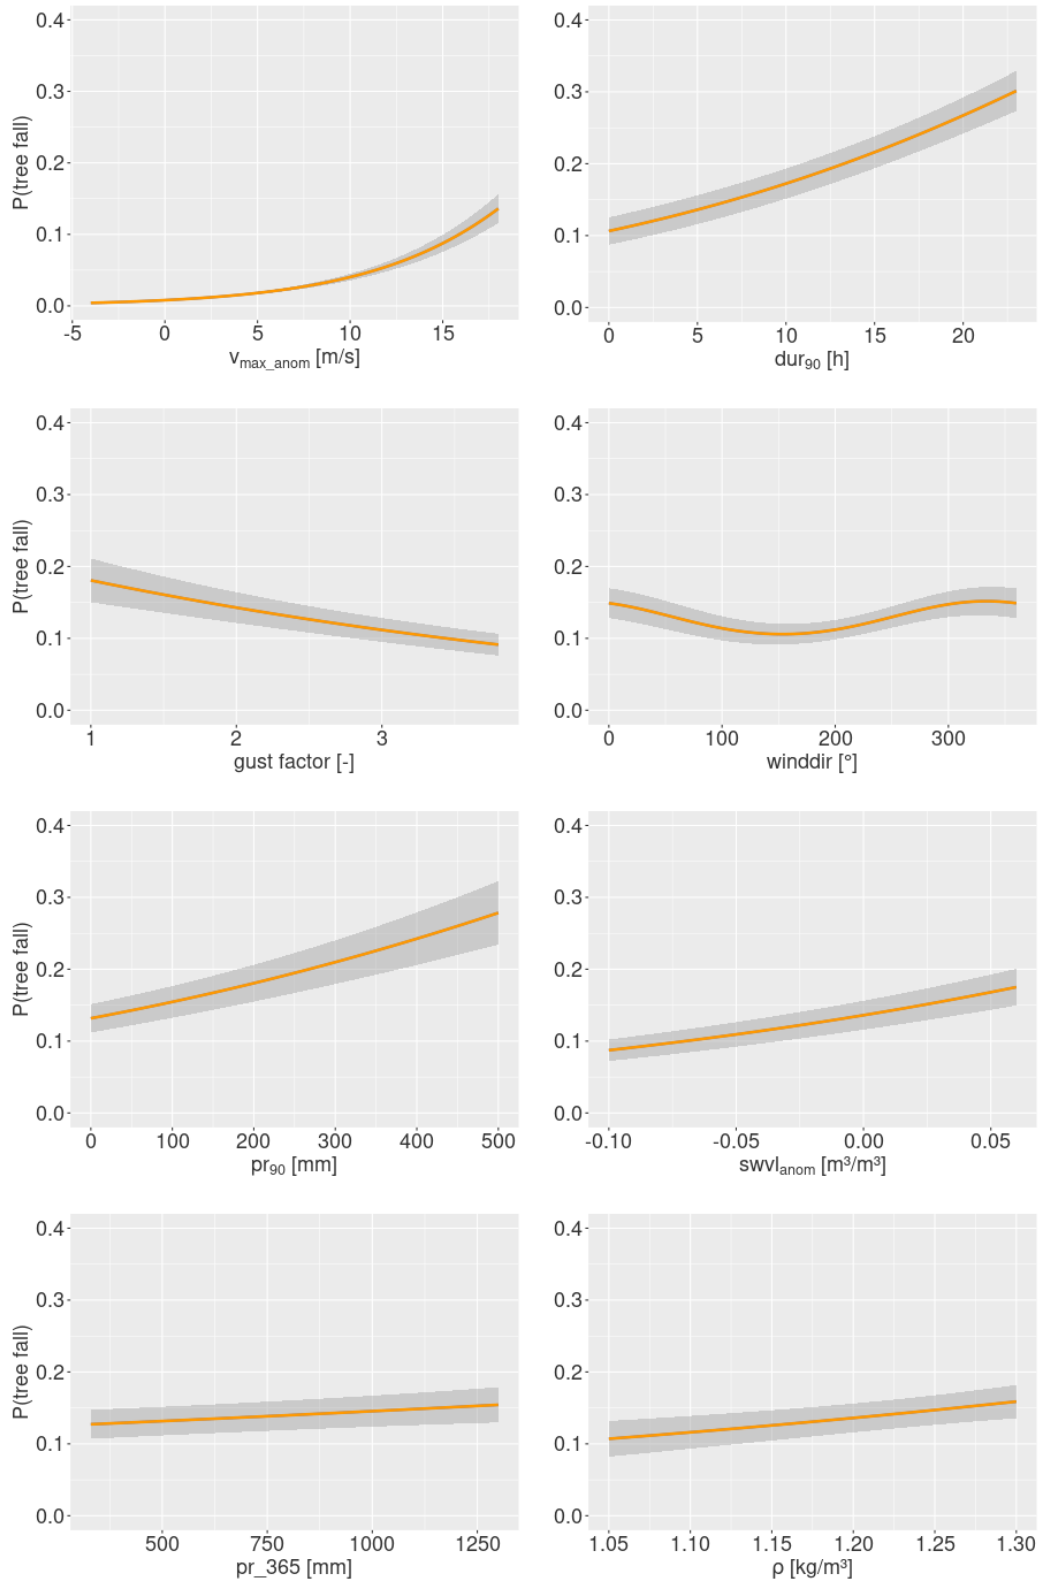 0.4
0.3
0.2
0.1
0.0
P(tree fall)
-5 0 5 10 15
v_max_anom [m/s]
0.4
0.3
0.2
0.1
0.0
0 5 10 15 20
dur₉₀ [h]
0.4
0.3
0.2
0.1
0.0
P(tree fall)
1 2 3
gust factor [-]
0.4
0.3
0.2
0.1
0.0
0 100 200 300
winddir [°]
0.4
0.3
0.2
0.1
0.0
P(tree fall)
0 100 200 300 400 500
pr₉₀ [mm]
0.4
0.3
0.2
0.1
0.0
-0.10 -0.05 0.00 0.05
swvl_anom [m³/m³]
0.4
0.3
0.2
0.1
0.0
P(tree fall)
500 750 1000 1250
pr_365 [mm]
0.4
0.3
0.2
0.1
0.0
1.05 1.10 1.15 1.20 1.25 1.30
ρ [kg/m³]